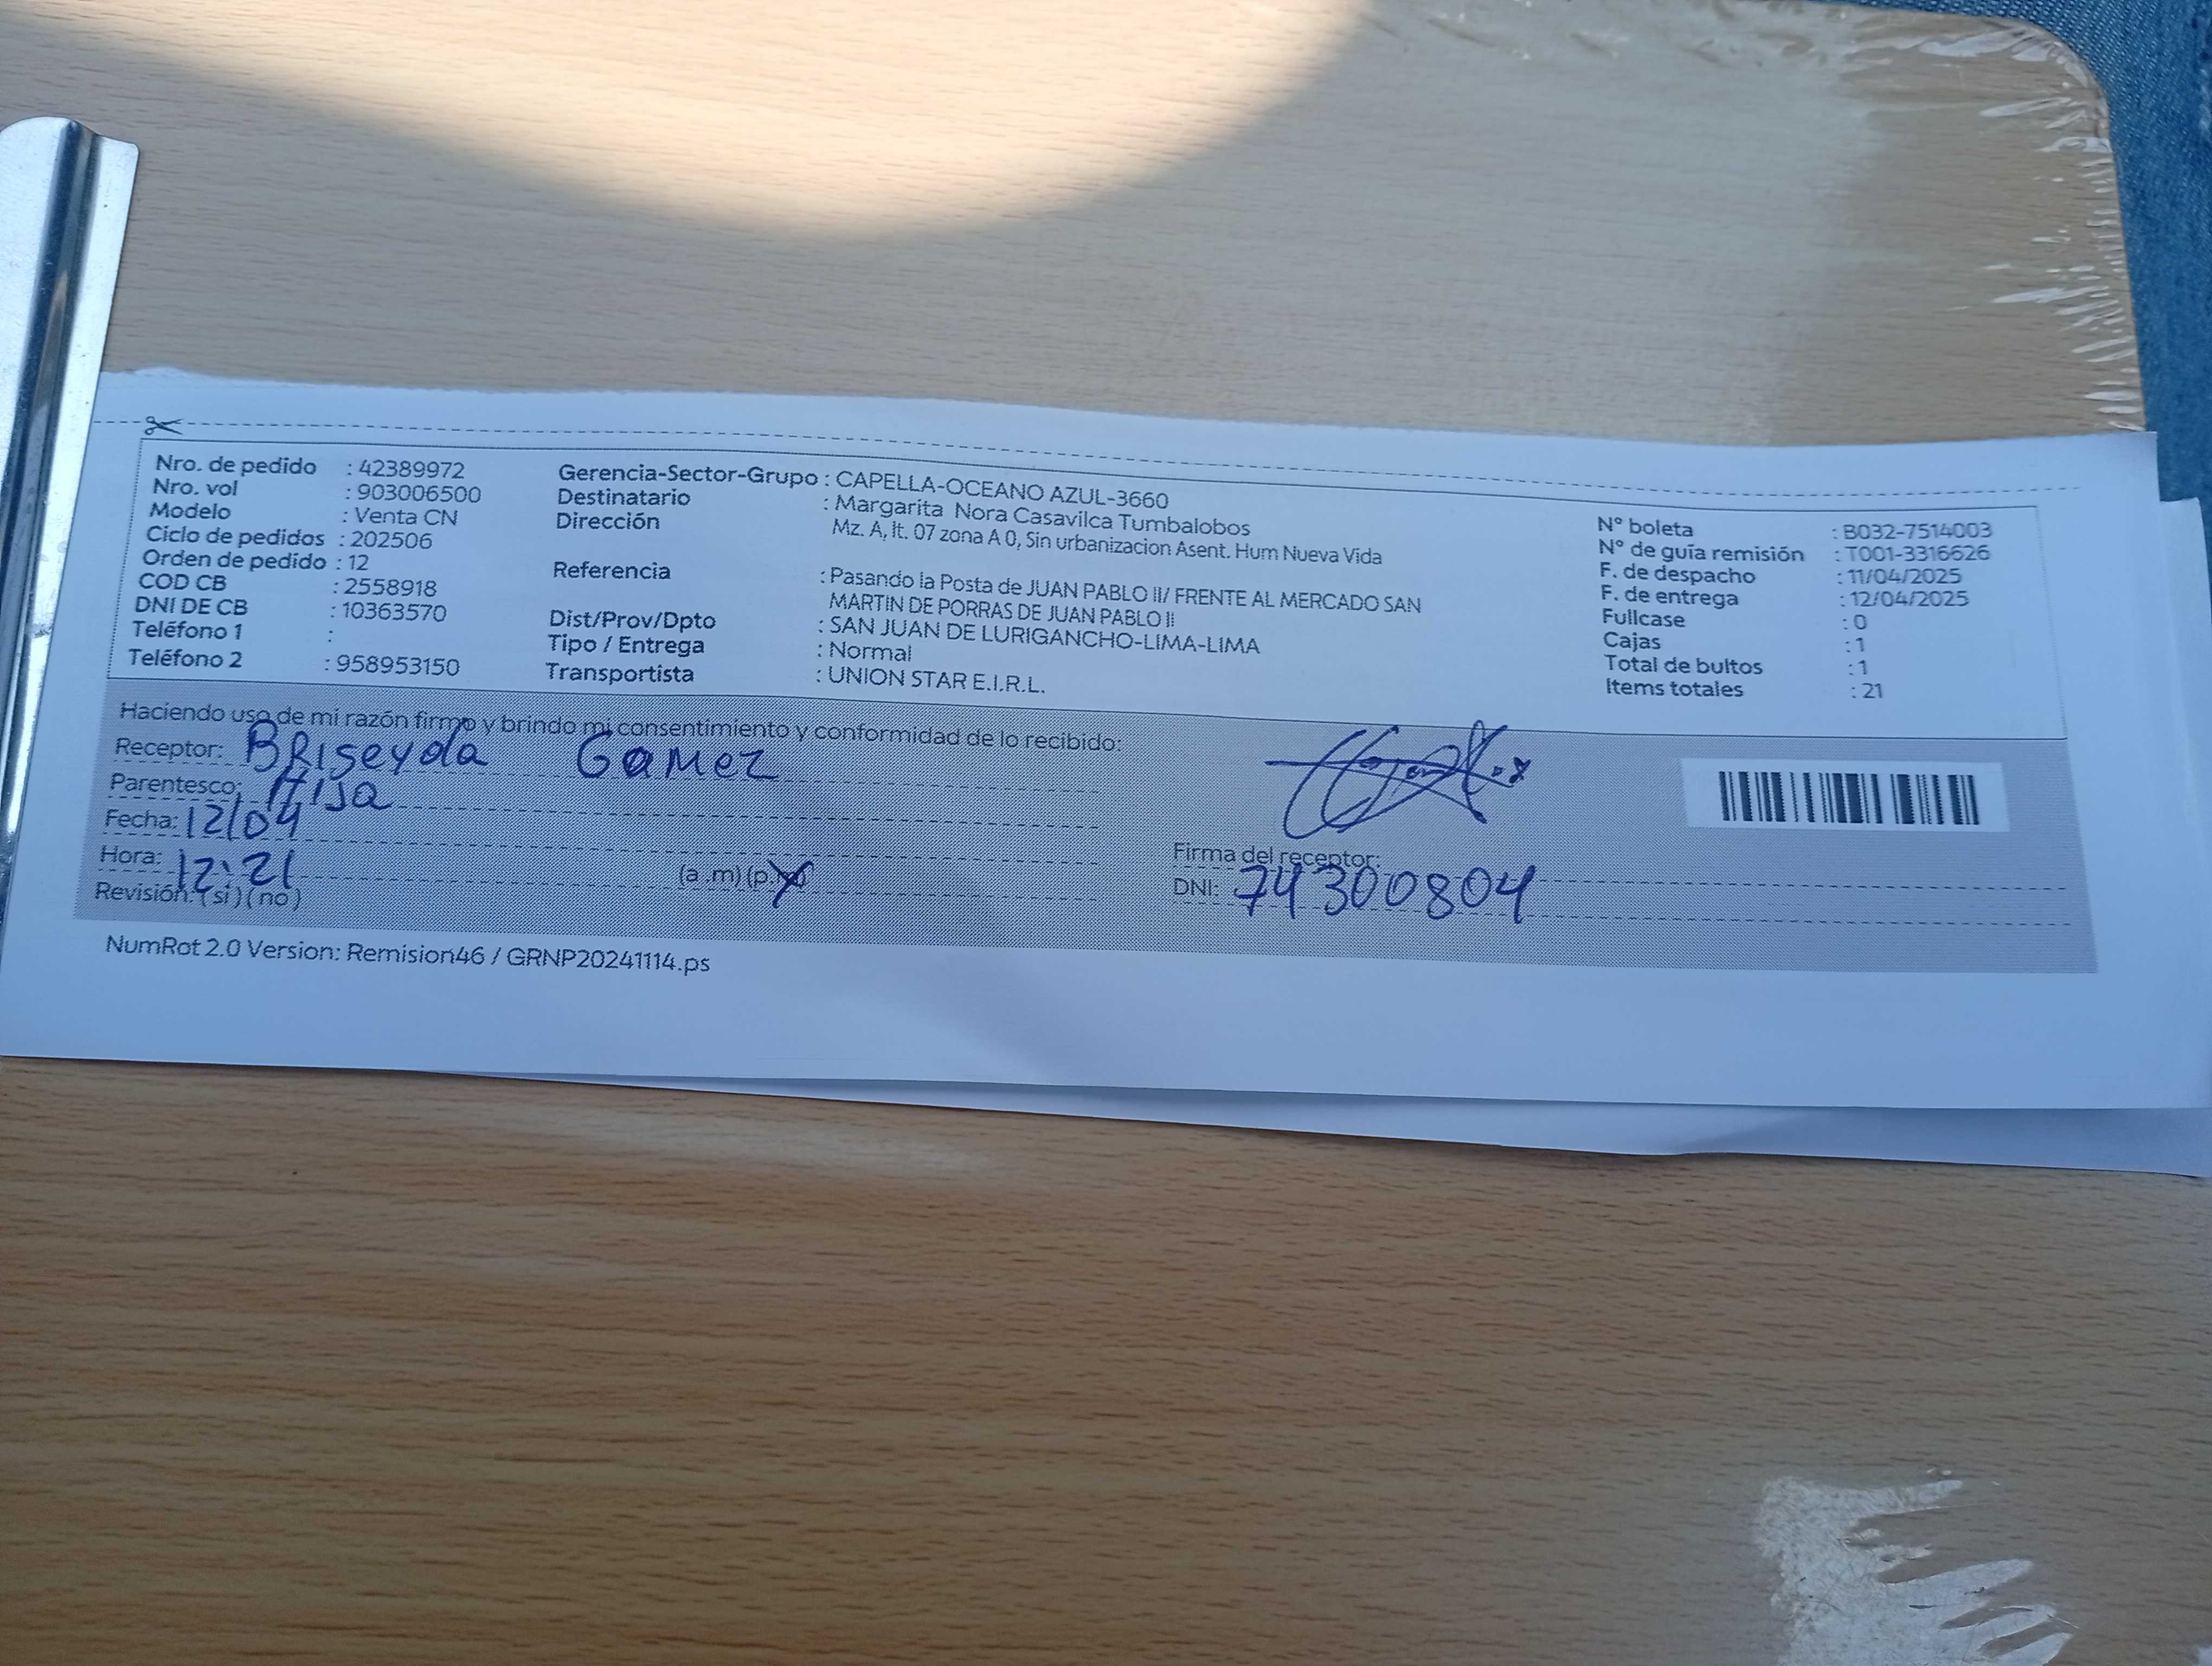 Nro. de pedido : 42389972
Nro. vol : 903006500
Modelo : Venta CN
Ciclo de pedidos : 202506
Orden de pedido : 12
COD CB : 2558918
DNI DE CB : 10363570
Teléfono 1 :
Teléfono 2 : 958953150
Gerencia-Sector-Grupo : CAPELLA-OCEANO AZUL-3660
Destinatario : Margarita Nora Casavilca Tumbalobos
Dirección Mz. A, lt. 07 zona A 0, Sin urbanizacion Asent. Hum Nueva Vida
Referencia : Pasando la Posta de JUAN PABLO II/ FRENTE AL MERCADO SAN
MARTIN DE PORRAS DE JUAN PABLO II
Dist/Prov/Dpto : SAN JUAN DE LURIGANCHO-LIMA-LIMA
Tipo / Entrega : Normal
Transportista : UNION STAR E.I.R.L.
N° boleta : B032-7514003
N° de guía remisión : T001-3316626
F. de despacho : 11/04/2025
F. de entrega : 12/04/2025
Fullcase : 0
Cajas : 1
Total de bultos : 1
Items totales : 21
Haciendo uso de mi razón firmo y brindo mi consentimiento y conformidad de lo recibido:
Receptor: BRISeyda GAMez
Parentesco: HiJa
Fecha: 12/04
Hora: 12:21 (a .m) (p
Revisión: (si) (no)
Firma del receptor:
DNI: 74300804
NumRot 2.0 Version: Remision46 / GRNP20241114.ps